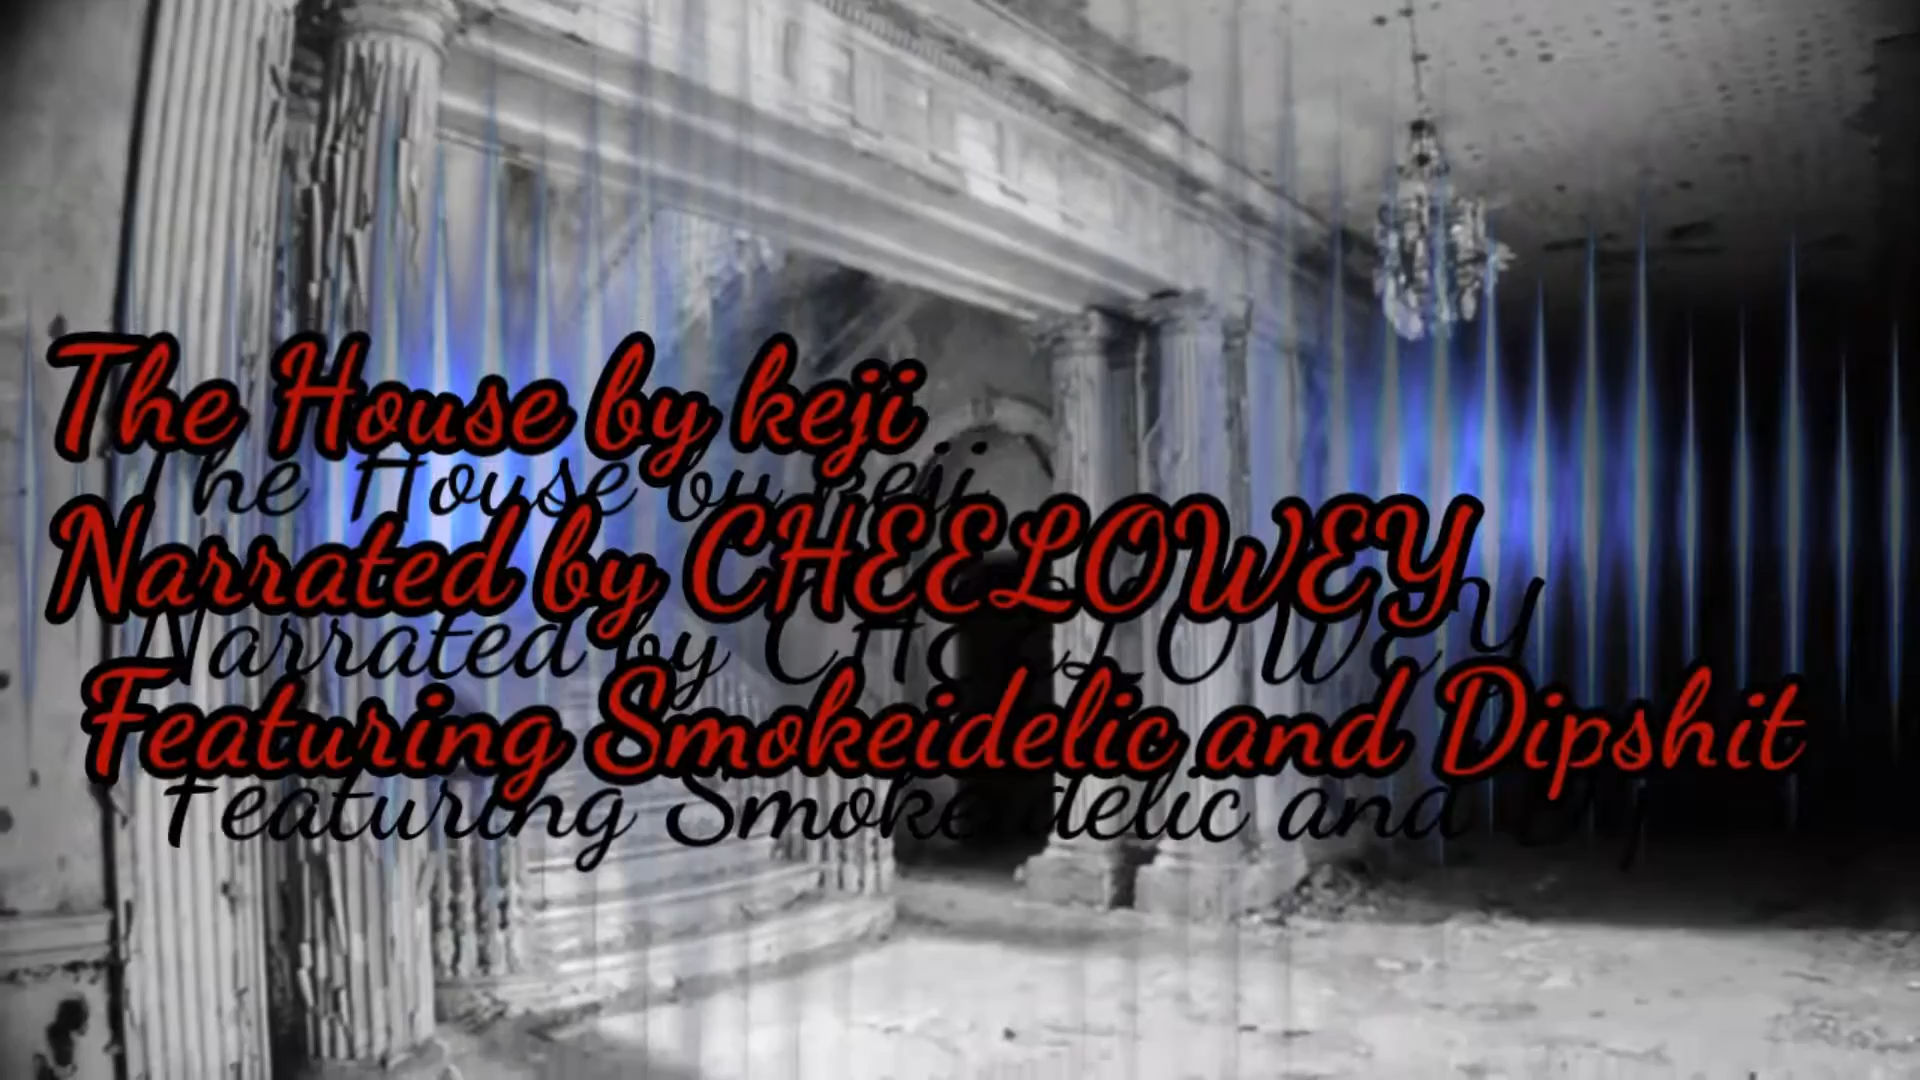 The House by keji
Narrated by CHEELOWEY
Featuring Smokeidelic and Dipshit